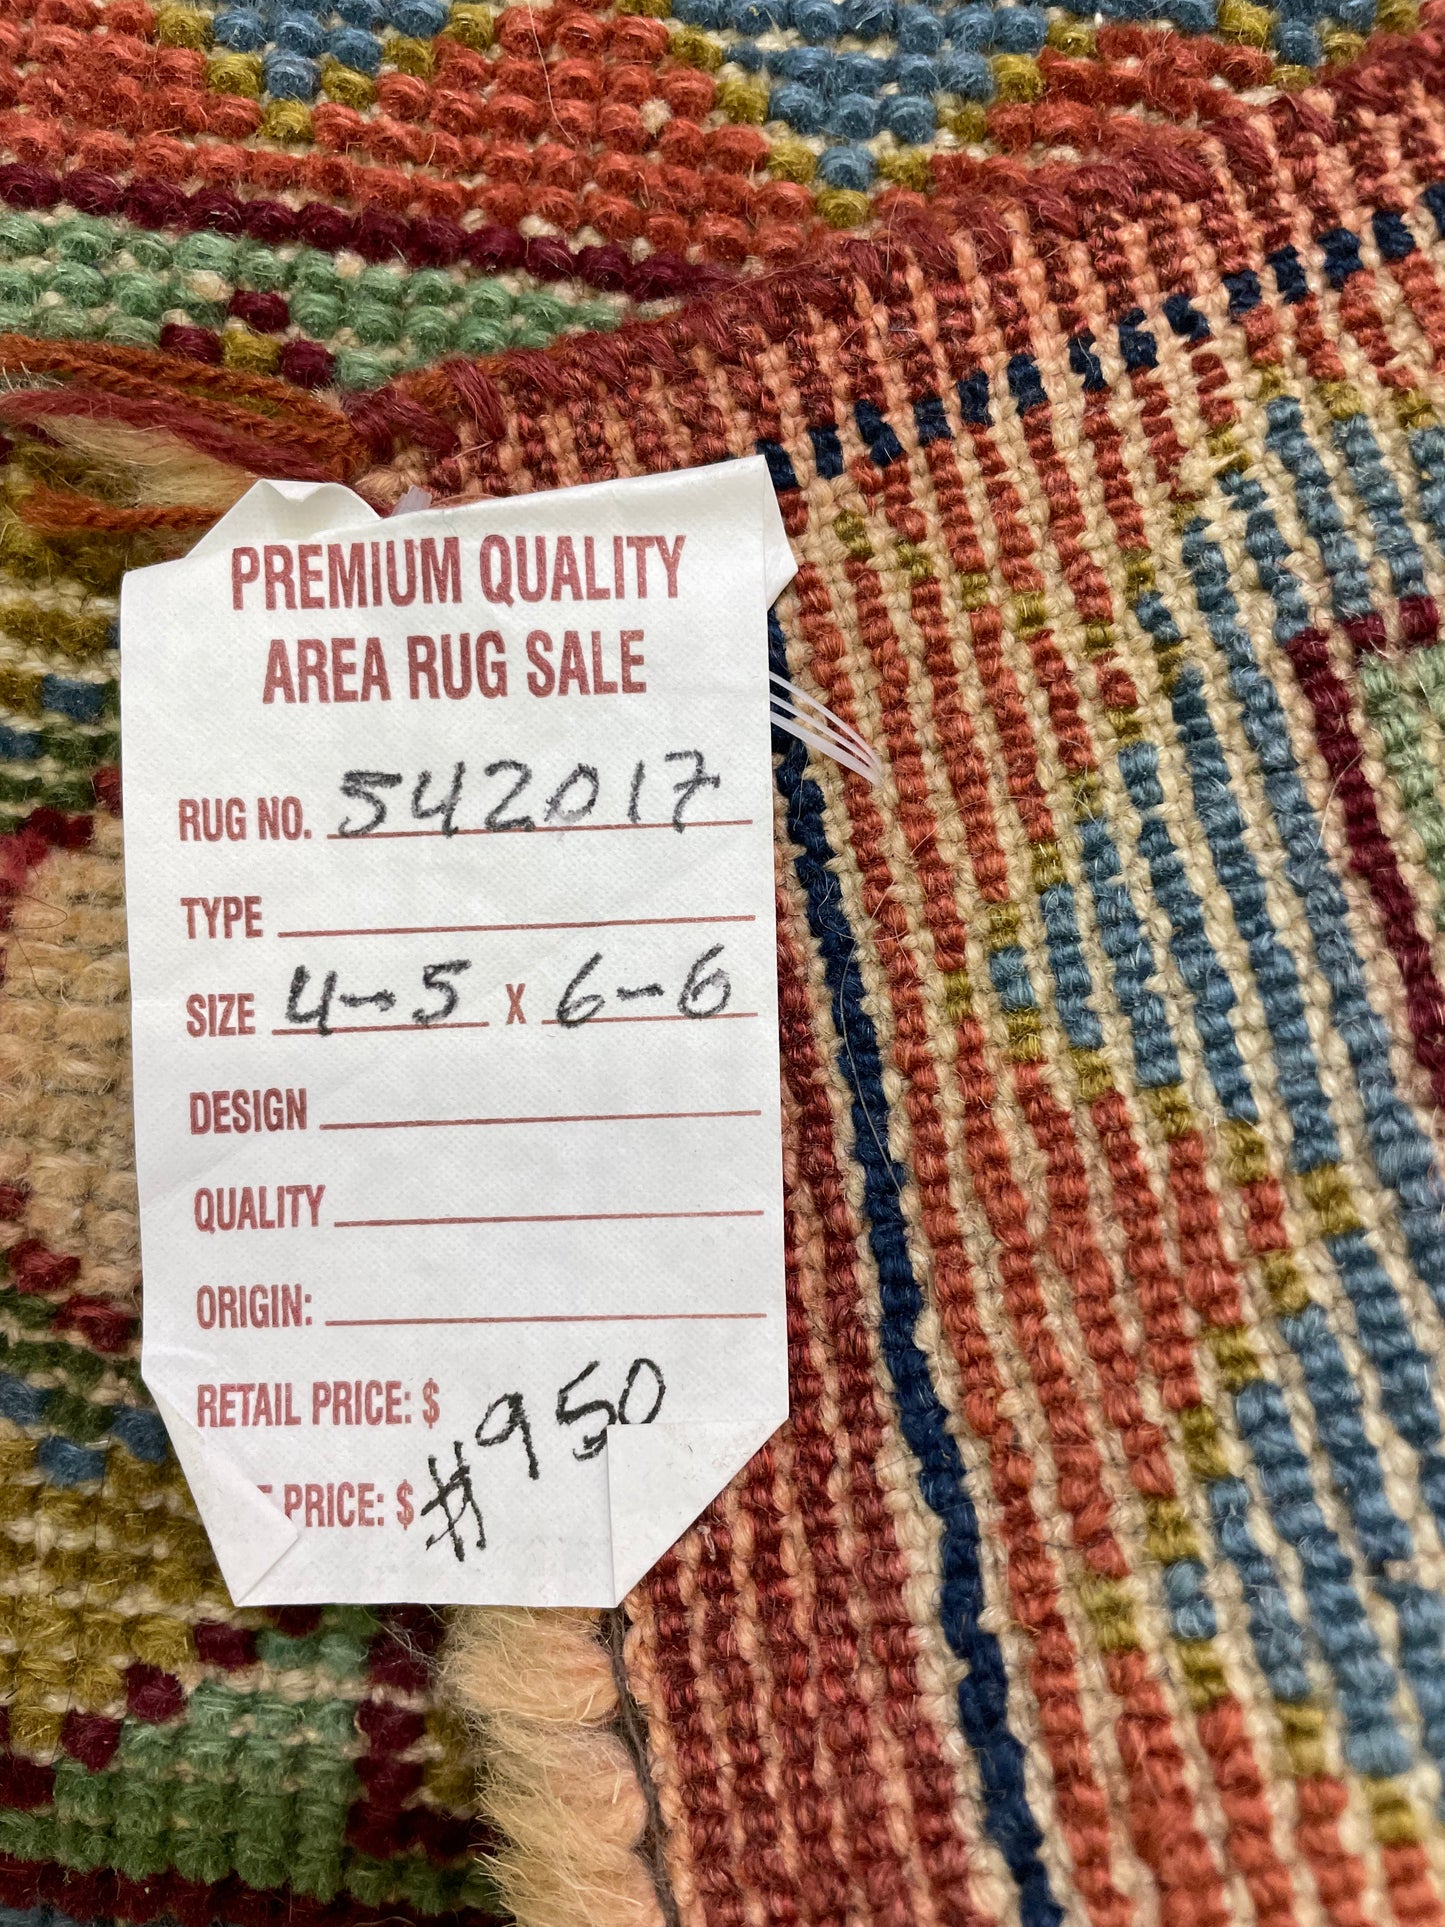 PREMIUM QUALITY
AREA RUG SALE
RUG NO. 542017
TYPE
SIZE 4-5 X 6-6
DESIGN
QUALITY
ORIGIN:
RETAIL PRICE: $
PRICE: $ #950